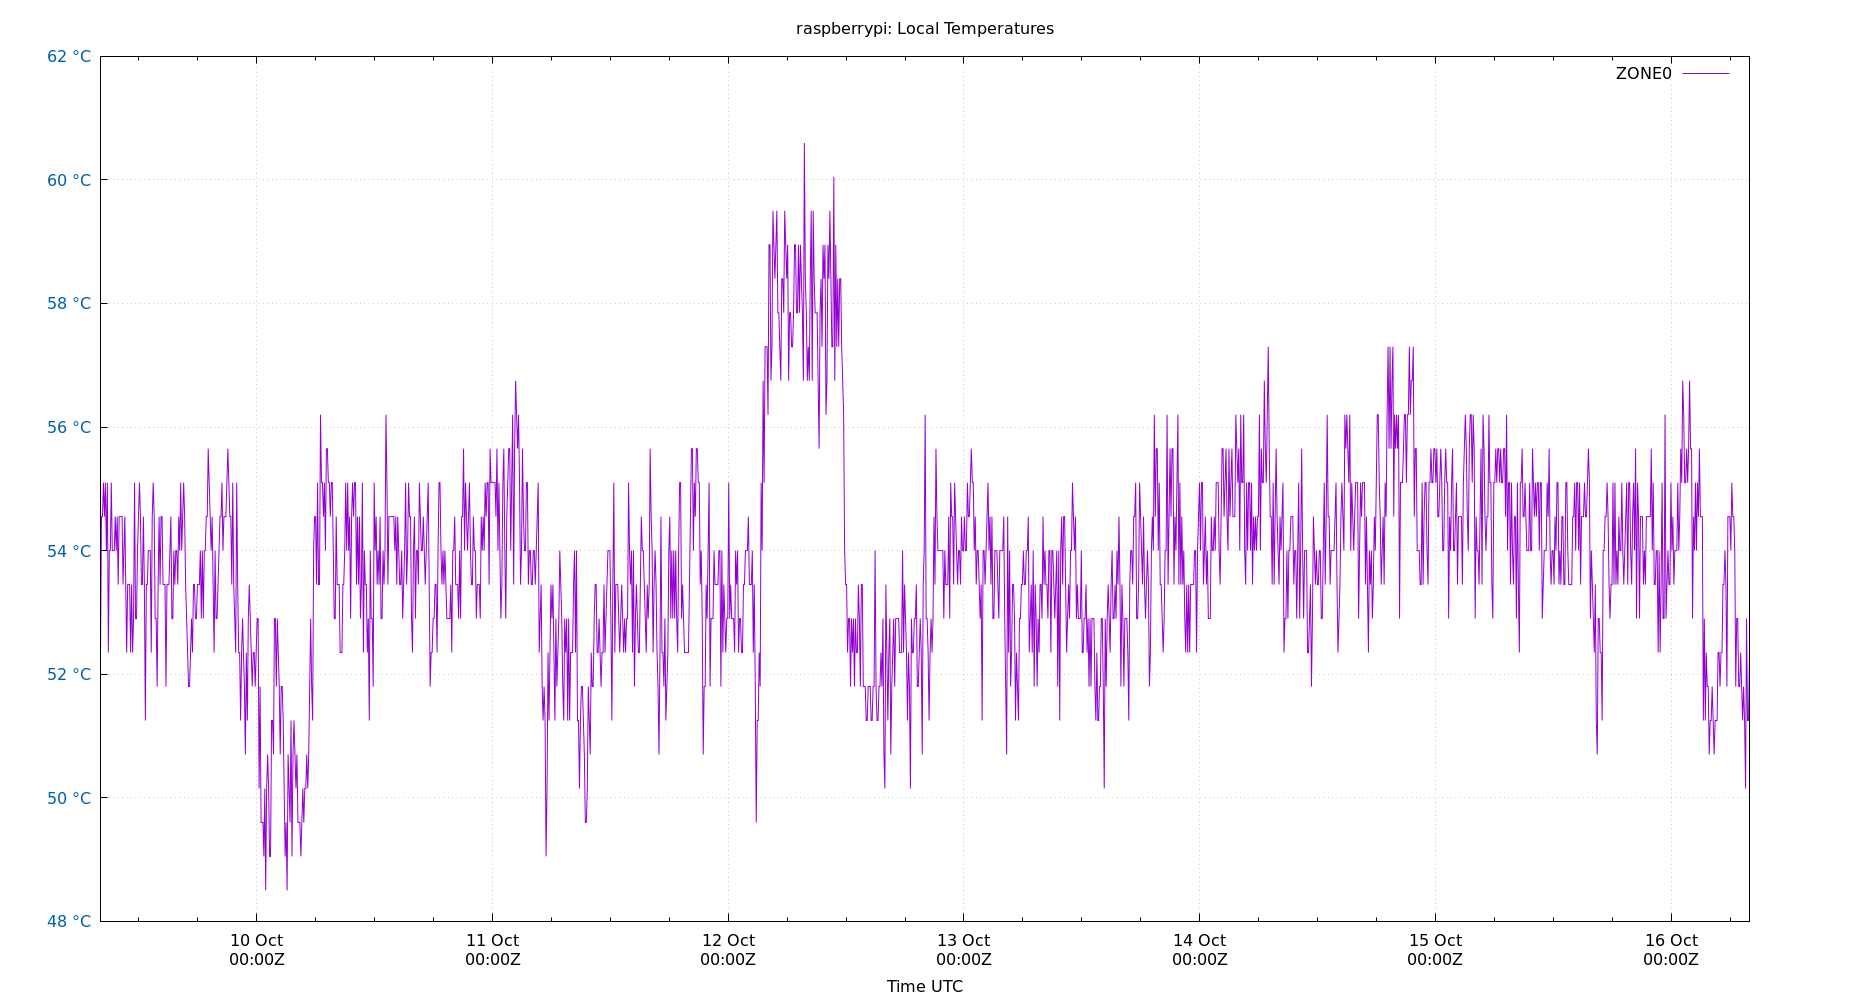 raspberrypi: Local Temperatures
62 °C
ZONE0
60 °C
58 °C
56 °C
54 °C
52 °C
50 °C
48 °C
10 Oct 11 Oct 12 Oct 13 Oct 14 Oct 15 Oct 16 Oct
00:00Z 00:00Z 00:00Z 00:00Z 00:00Z 00:00Z 00:00Z
Time UTC